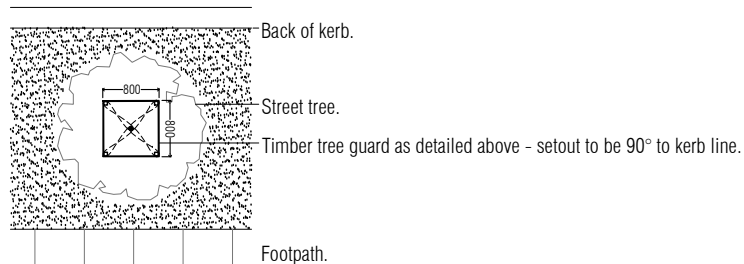 Back of kerb.
800
800
Street tree.
Timber tree guard as detailed above - setout to be 90° to kerb line.
Footpath.